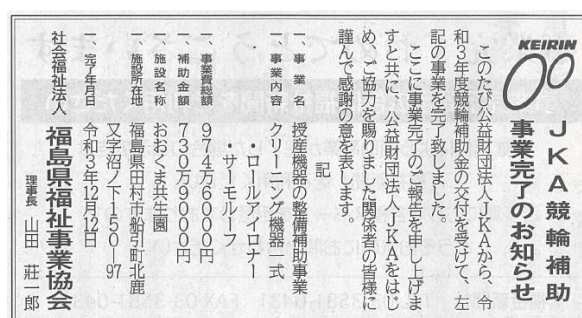 KEIRIN
JKA競輪補助
事業完了のお知らせ
このたび公益財団法人JKAから、令
和3年度競輪補助金の交付を受けて、左
記の事業を完了致しました。
ここに事業完了のご報告を申し上げま
すと共に、公益財団法人JKAをはじ
め、ご協力を賜りました関係者の皆様に
謹んで感謝の意を表します。
記
一、事業名 授産機器の整備補助事業
一、事業内容 クリーニング機器一式
・ロールアイロナー
・サーモルーフ
一、事業費総額 974万6000円
一、補助金額 730万9000円
一、施設名称 おおくま共生園
一、施設所在地 福島県田村市船引町北鹿
又字沼ノ下150-97
一、完了年月日 令和3年12月12日
社会福祉法人 福島県福祉事業協会
理事長 山田 荘一郎